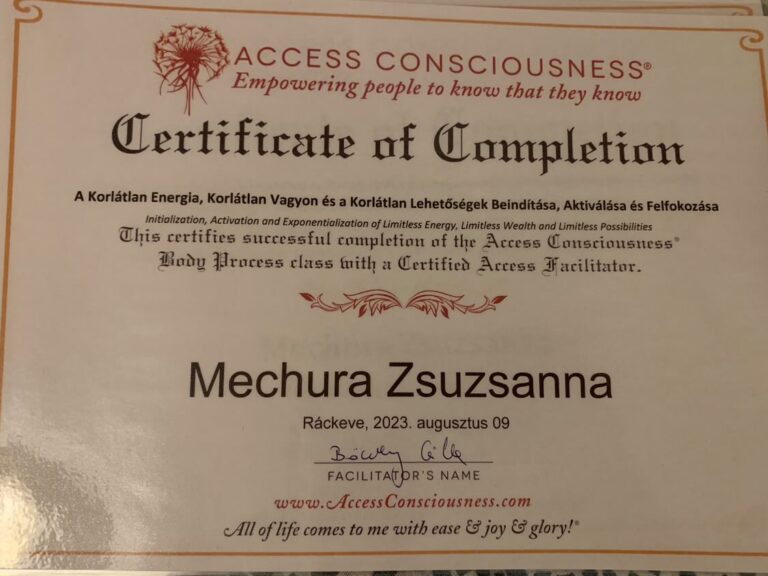 ACCESS CONSCIOUSNESS®
Empowering people to know that they know
Certificate of Completion
A Korlátlan Energia, Korlátlan Vagyon és a Korlátlan Lehetőségek Beindítása, Aktiválása és Felfokozása
Initialization, Activation and Exponentialization of Limitless Energy, Limitless Wealth and Limitless Possibilities
This certifies successful completion of the Access Consciousness®
Body Process class with a Certified Access Facilitator.
Mechura Zsuzsanna
Ráckeve, 2023. augusztus 09
FACILITATOR'S NAME
www.AccessConsciousness.com
All of life comes to me with ease & joy & glory!®